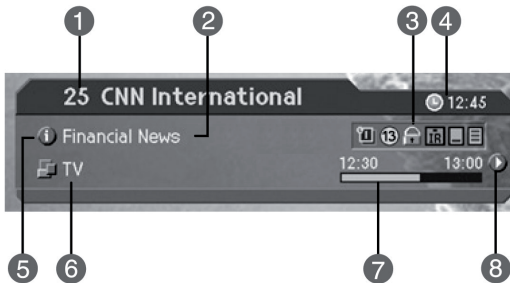 1 2 3 4
25 CNN International 12:45
i Financial News 13 IR
TV 12:30 13:00
5 6 7 8